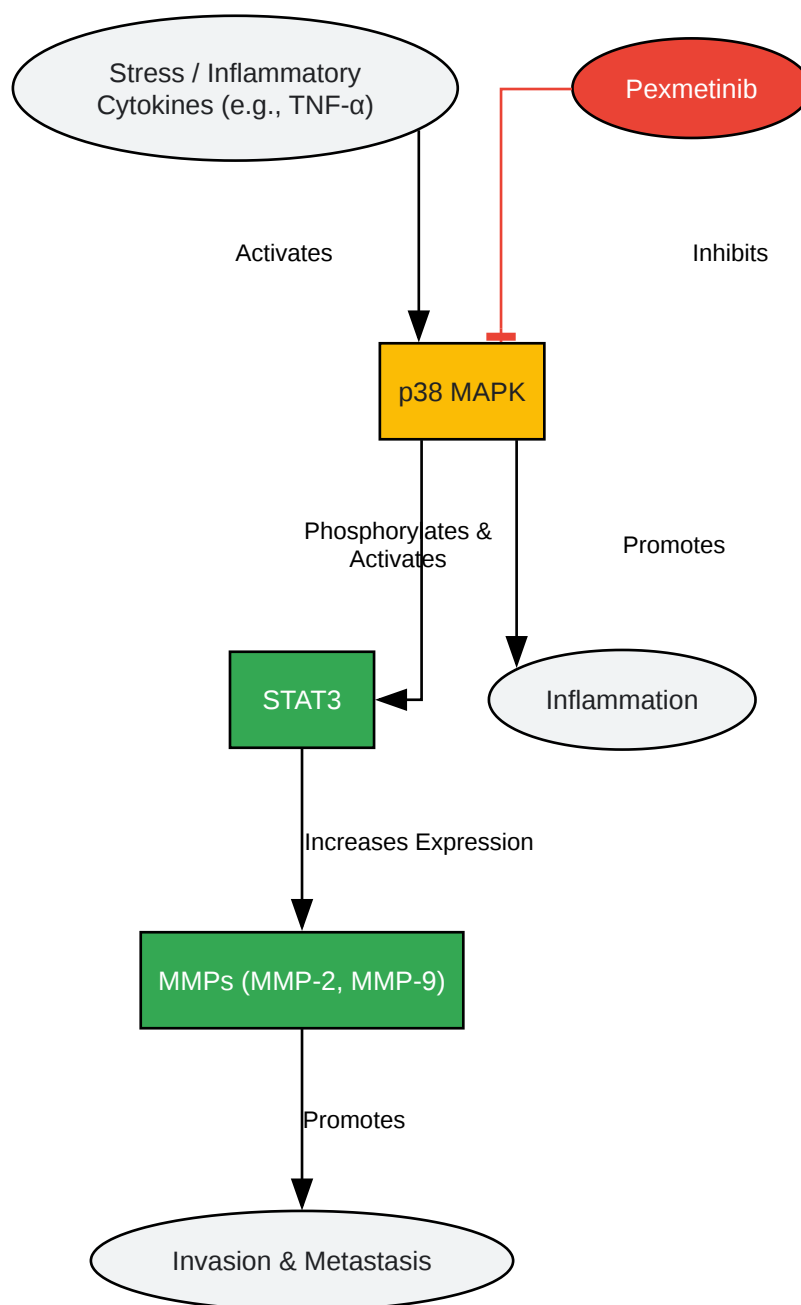 Stress / Inflammatory
Cytokines (e.g., TNF-α)
Pexmetinib
Activates
Inhibits
p38 MAPK
Phosphorylates &
Activates
Promotes
STAT3
Inflammation
Increases Expression
MMPs (MMP-2, MMP-9)
Promotes
Invasion & Metastasis